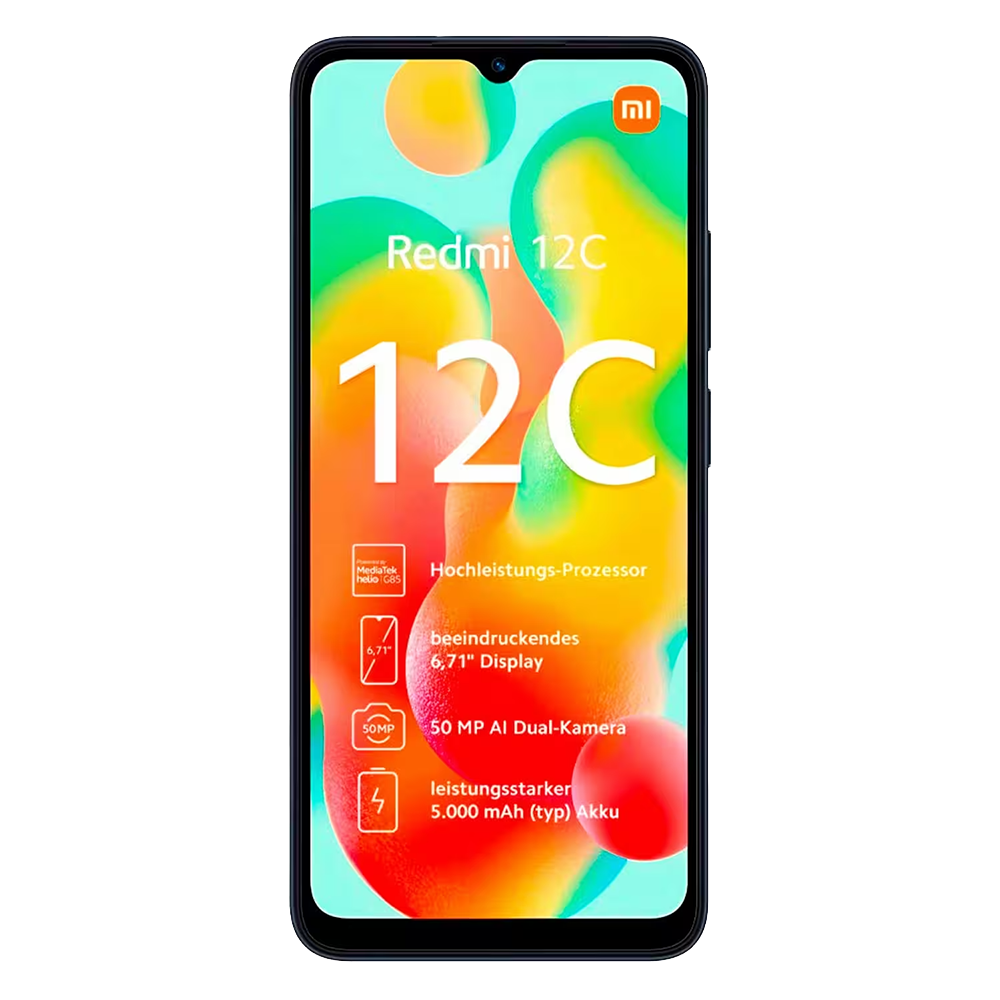 mi
Redmi 12C
12C
Powered by
MediaTek
helio G85
Hochleistungs-Prozessor
6,71"
beeindruckendes
6,71" Display
50MP
50 MP AI Dual-Kamera
leistungsstarker
5.000 mAh (typ) Akku